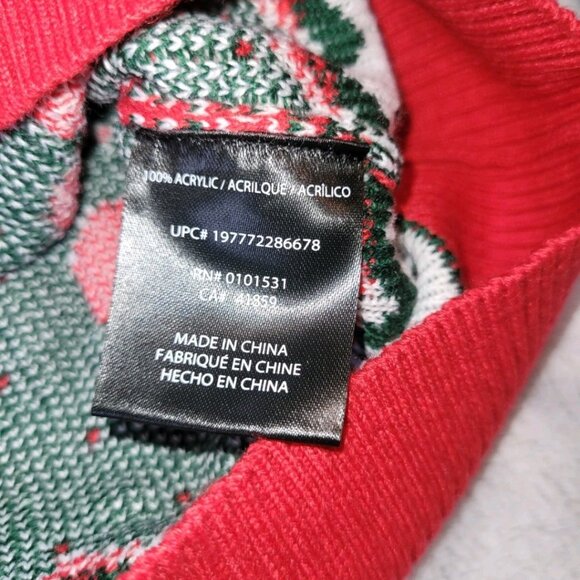 100% ACRYLIC / ACRILQUE / ACRÍLICO
UPC# 197772286678
RN# 0101531
CA# 41859
MADE IN CHINA
FABRIQUÉ EN CHINE
HECHO EN CHINA